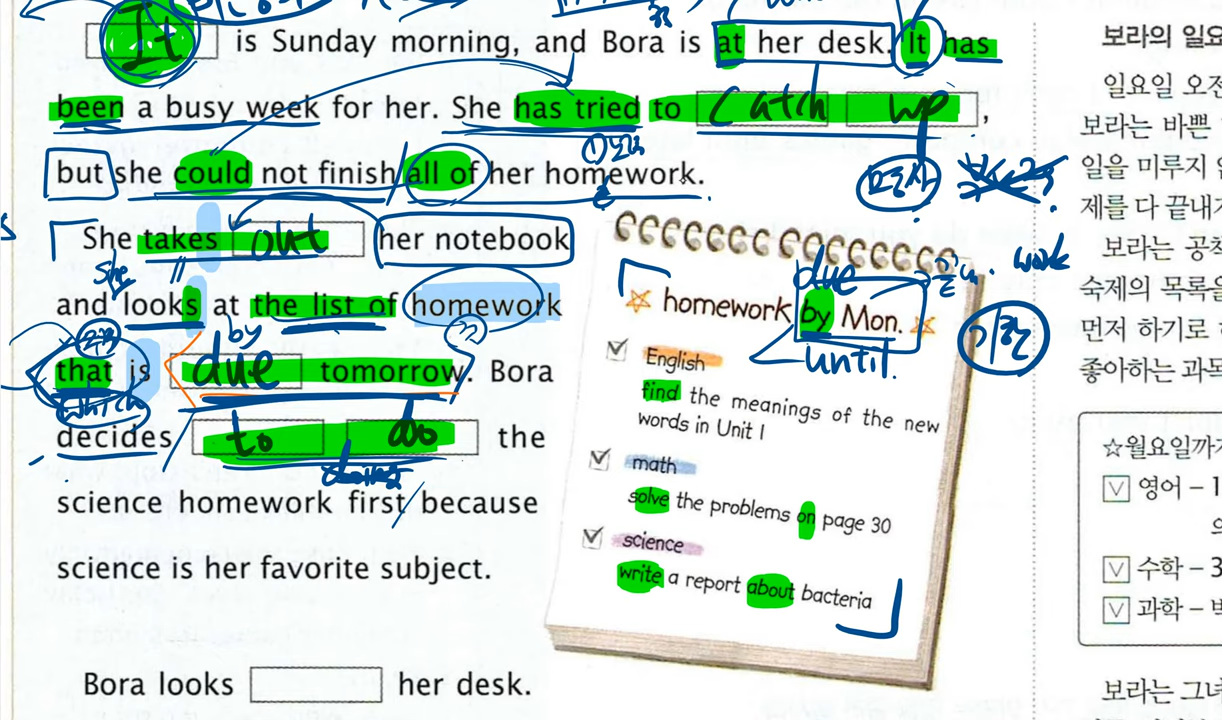 It is Sunday morning, and Bora is at her desk. It has
been a busy week for her. She has tried to catch up,
but she could not finish all of her homework.
She takes out her notebook
She
and looks at the list of homework
by
that is due tomorrow. Bora
which
decides to do the
doing
science homework first because
science is her favorite subject.
Bora looks her desk.
due
work
homework by Mon.
until
기한
English
find the meanings of the new
words in Unit 1
math
solve the problems on page 30
science
write a report about bacteria
보라의 일요
일요일 오전
보라는 바쁜
일을 미루지 않
제를 다 끝내지
보라는 공책
숙제의 목록을
먼저 하기로
좋아하는 과목
☆월요일까지
영어 – 1
의
수학 – 3
과학 –
보라는 그녀